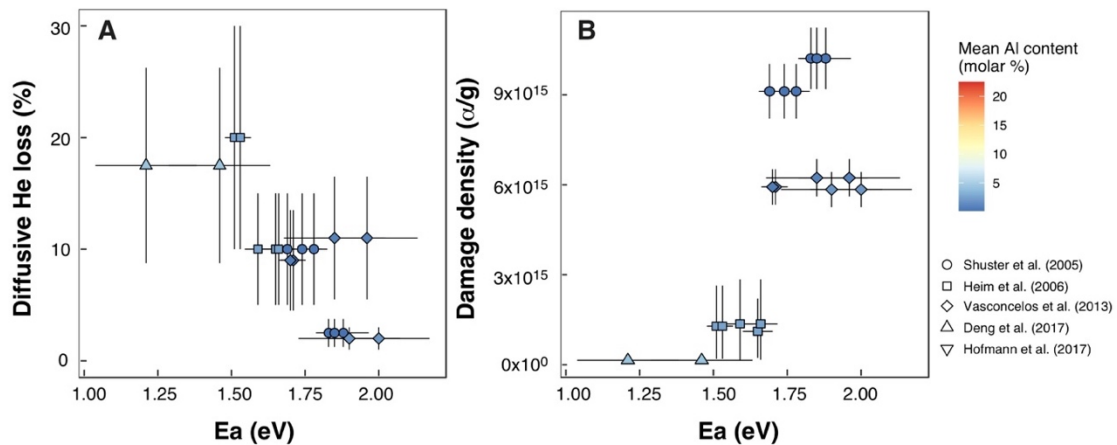 A
Diffusive He loss (%)
30
20
10
0
1.00 1.25 1.50 1.75 2.00
Ea (eV)
B
Damage density (α/g)
9x10¹⁵
6x10¹⁵
3x10¹⁵
0x10⁰
1.00 1.25 1.50 1.75 2.00
Ea (eV)
Mean Al content
(molar %)
20
15
10
5
Shuster et al. (2005)
Heim et al. (2006)
Vasconcelos et al. (2013)
Deng et al. (2017)
Hofmann et al. (2017)